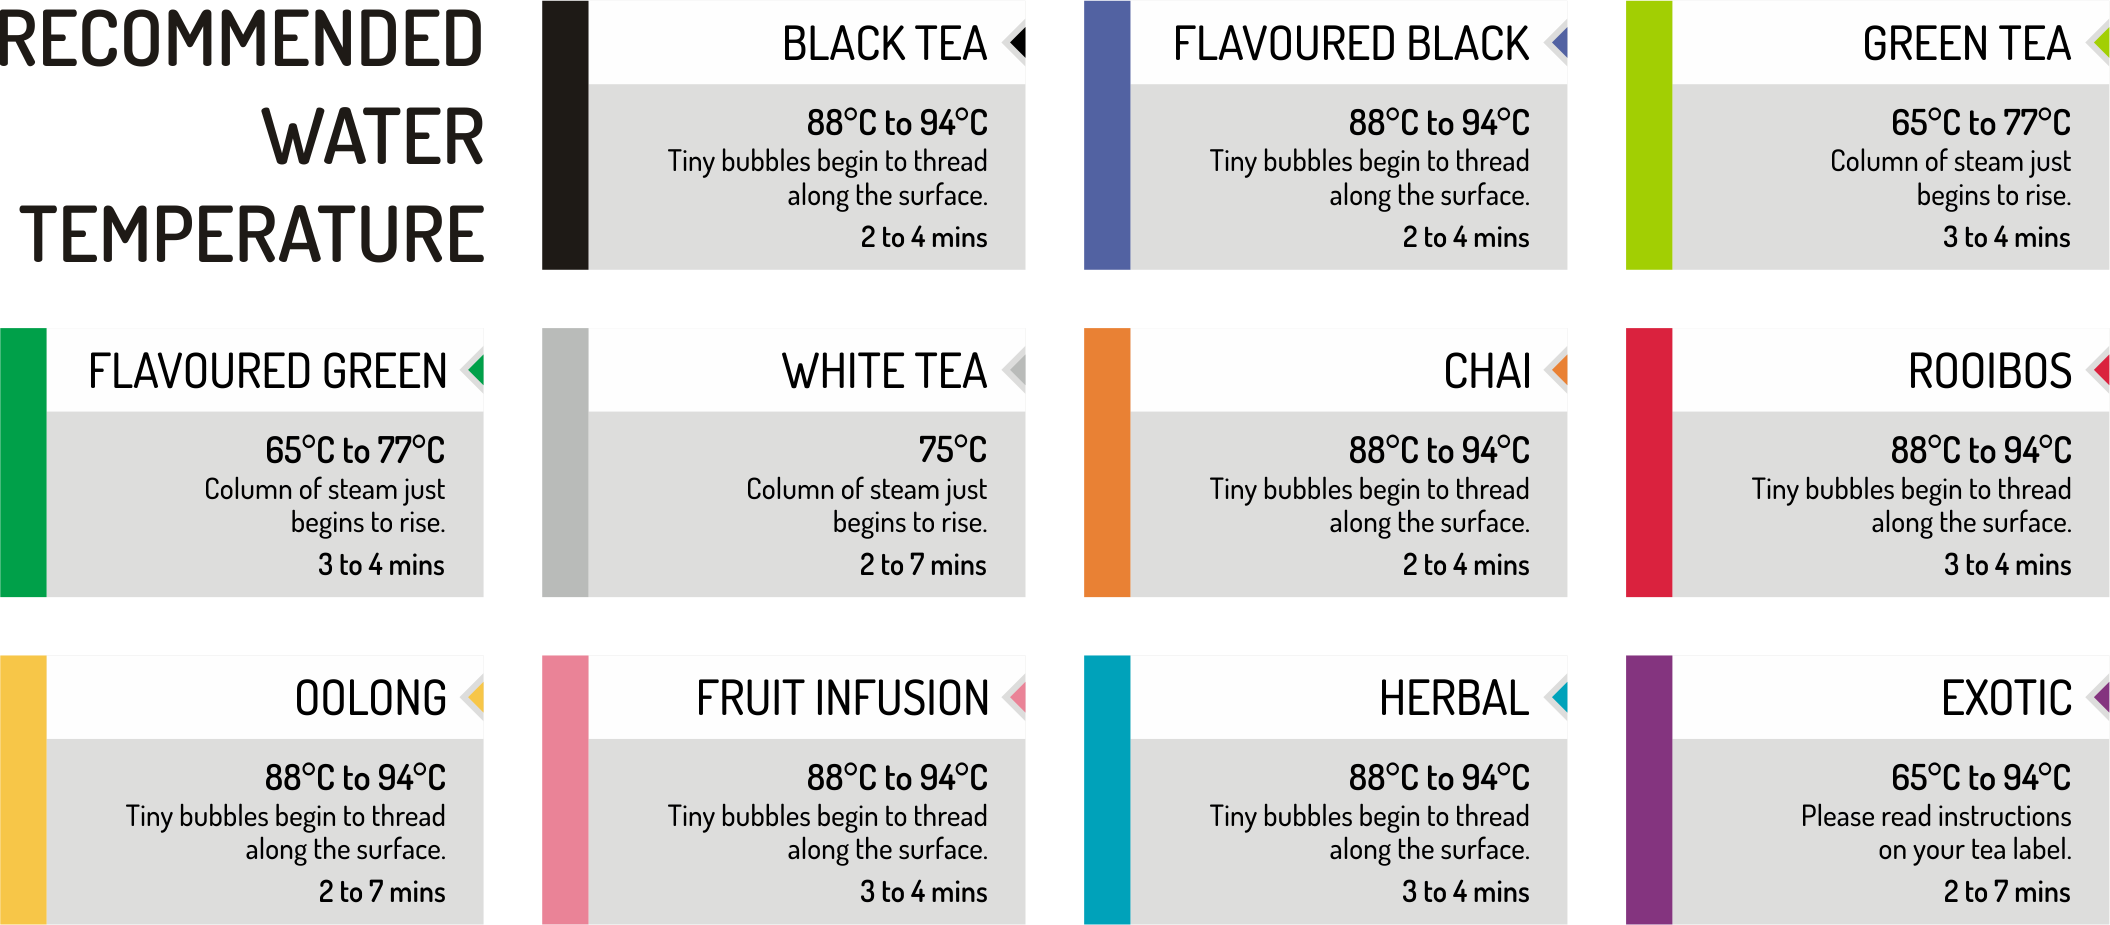 RECOMMENDED
WATER
TEMPERATURE
BLACK TEA
88°C to 94°C
Tiny bubbles begin to thread
along the surface.
2 to 4 mins
FLAVOURED BLACK
88°C to 94°C
Tiny bubbles begin to thread
along the surface.
2 to 4 mins
GREEN TEA
65°C to 77°C
Column of steam just
begins to rise.
3 to 4 mins
FLAVOURED GREEN
65°C to 77°C
Column of steam just
begins to rise.
3 to 4 mins
WHITE TEA
75°C
Column of steam just
begins to rise.
2 to 7 mins
CHAI
88°C to 94°C
Tiny bubbles begin to thread
along the surface.
2 to 4 mins
ROOIBOS
88°C to 94°C
Tiny bubbles begin to thread
along the surface.
3 to 4 mins
OOLONG
88°C to 94°C
Tiny bubbles begin to thread
along the surface.
2 to 7 mins
FRUIT INFUSION
88°C to 94°C
Tiny bubbles begin to thread
along the surface.
3 to 4 mins
HERBAL
88°C to 94°C
Tiny bubbles begin to thread
along the surface.
3 to 4 mins
EXOTIC
65°C to 94°C
Please read instructions
on your tea label.
2 to 7 mins